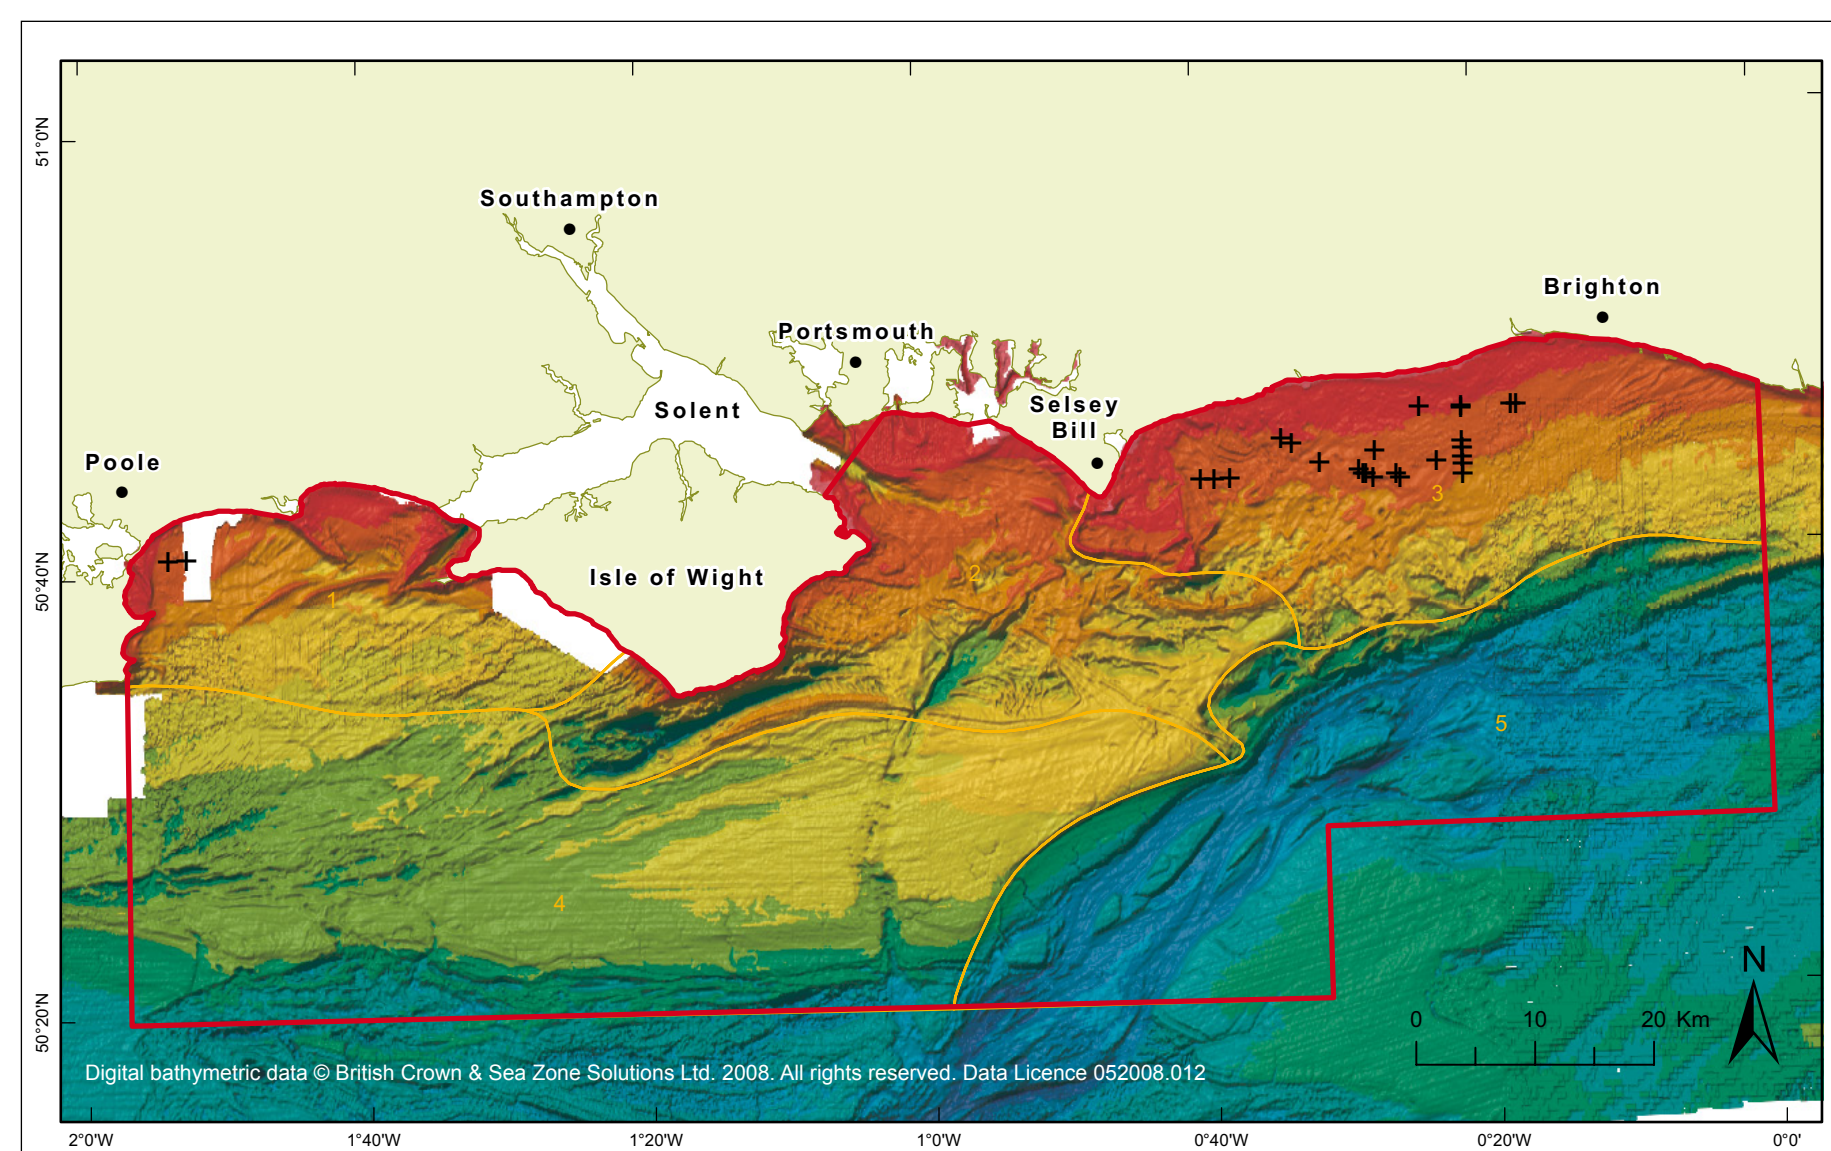 51°0'N
Southampton
Brighton
Portsmouth
Solent
Selsey
Bill
Poole
3
50°40'N
Isle of Wight
2
1
5
4
N
50°20'N
0 10 20 Km
Digital bathymetric data © British Crown & Sea Zone Solutions Ltd. 2008. All rights reserved. Data Licence 052008.012
2°0'W 1°40'W 1°20'W 1°0'W 0°40'W 0°20'W 0°0'